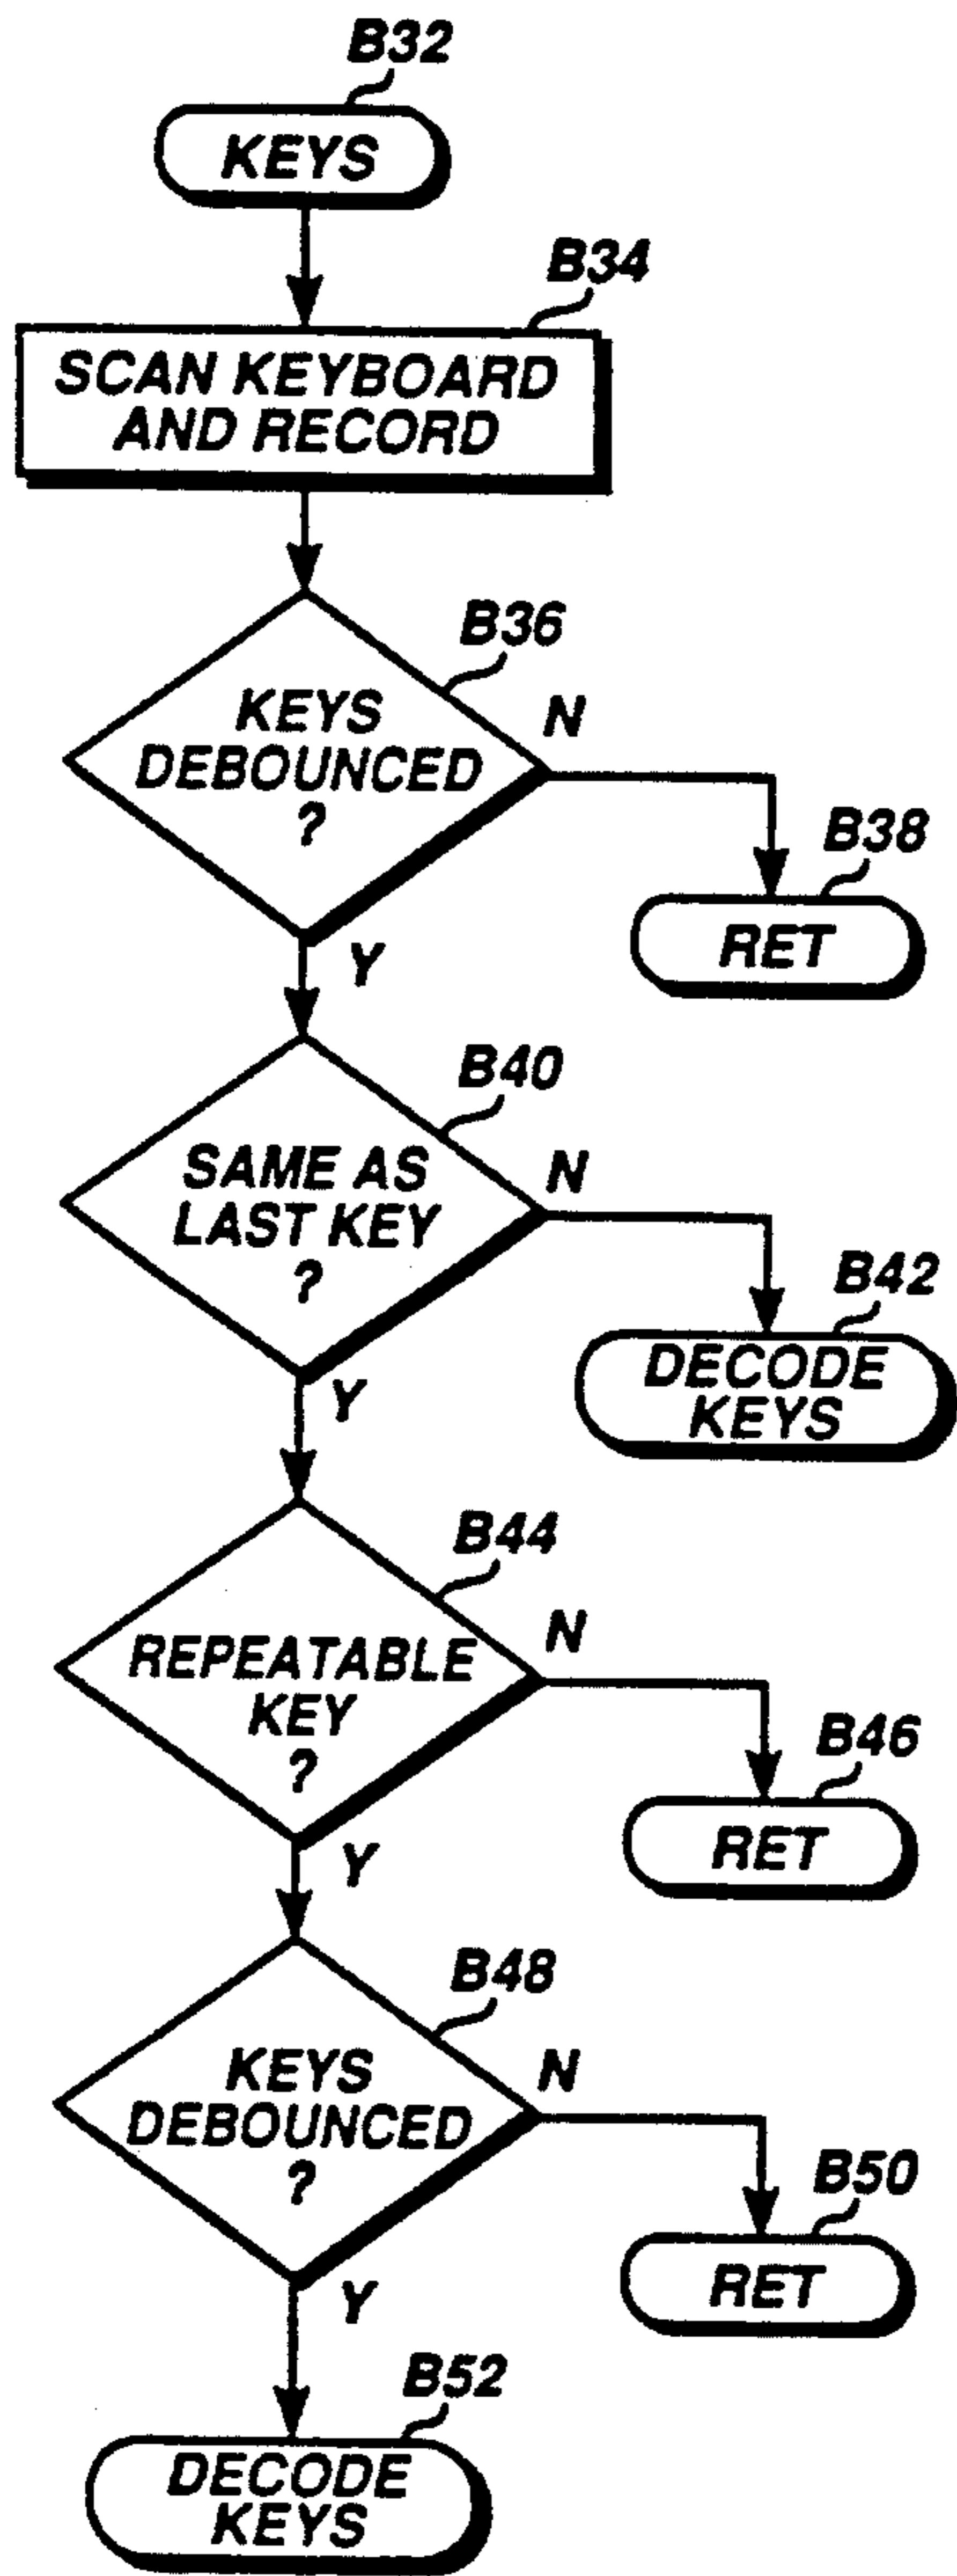 B32
KEYS
B34
SCAN KEYBOARD
AND RECORD
B36
KEYS
DEBOUNCED
?
N
B38
RET
Y
B40
SAME AS
LAST KEY
?
N
B42
DECODE
KEYS
Y
B44
REPEATABLE
KEY
?
N
B46
RET
Y
B48
KEYS
DEBOUNCED
?
N
B50
RET
Y
B52
DECODE
KEYS